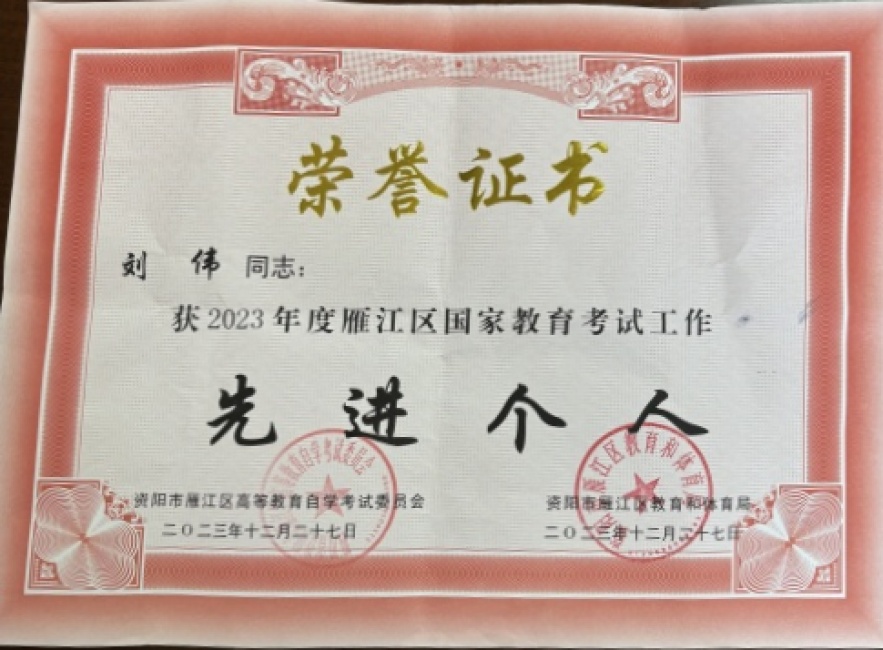 荣誉证书
刘 伟 同志:
获2023年度雁江区国家教育考试工作
先进个人
资阳市雁江区高等教育自学考试委员会
二〇二三年十二月二十七日
资阳市雁江区教育和体育局
二〇二三年十二月二十七日